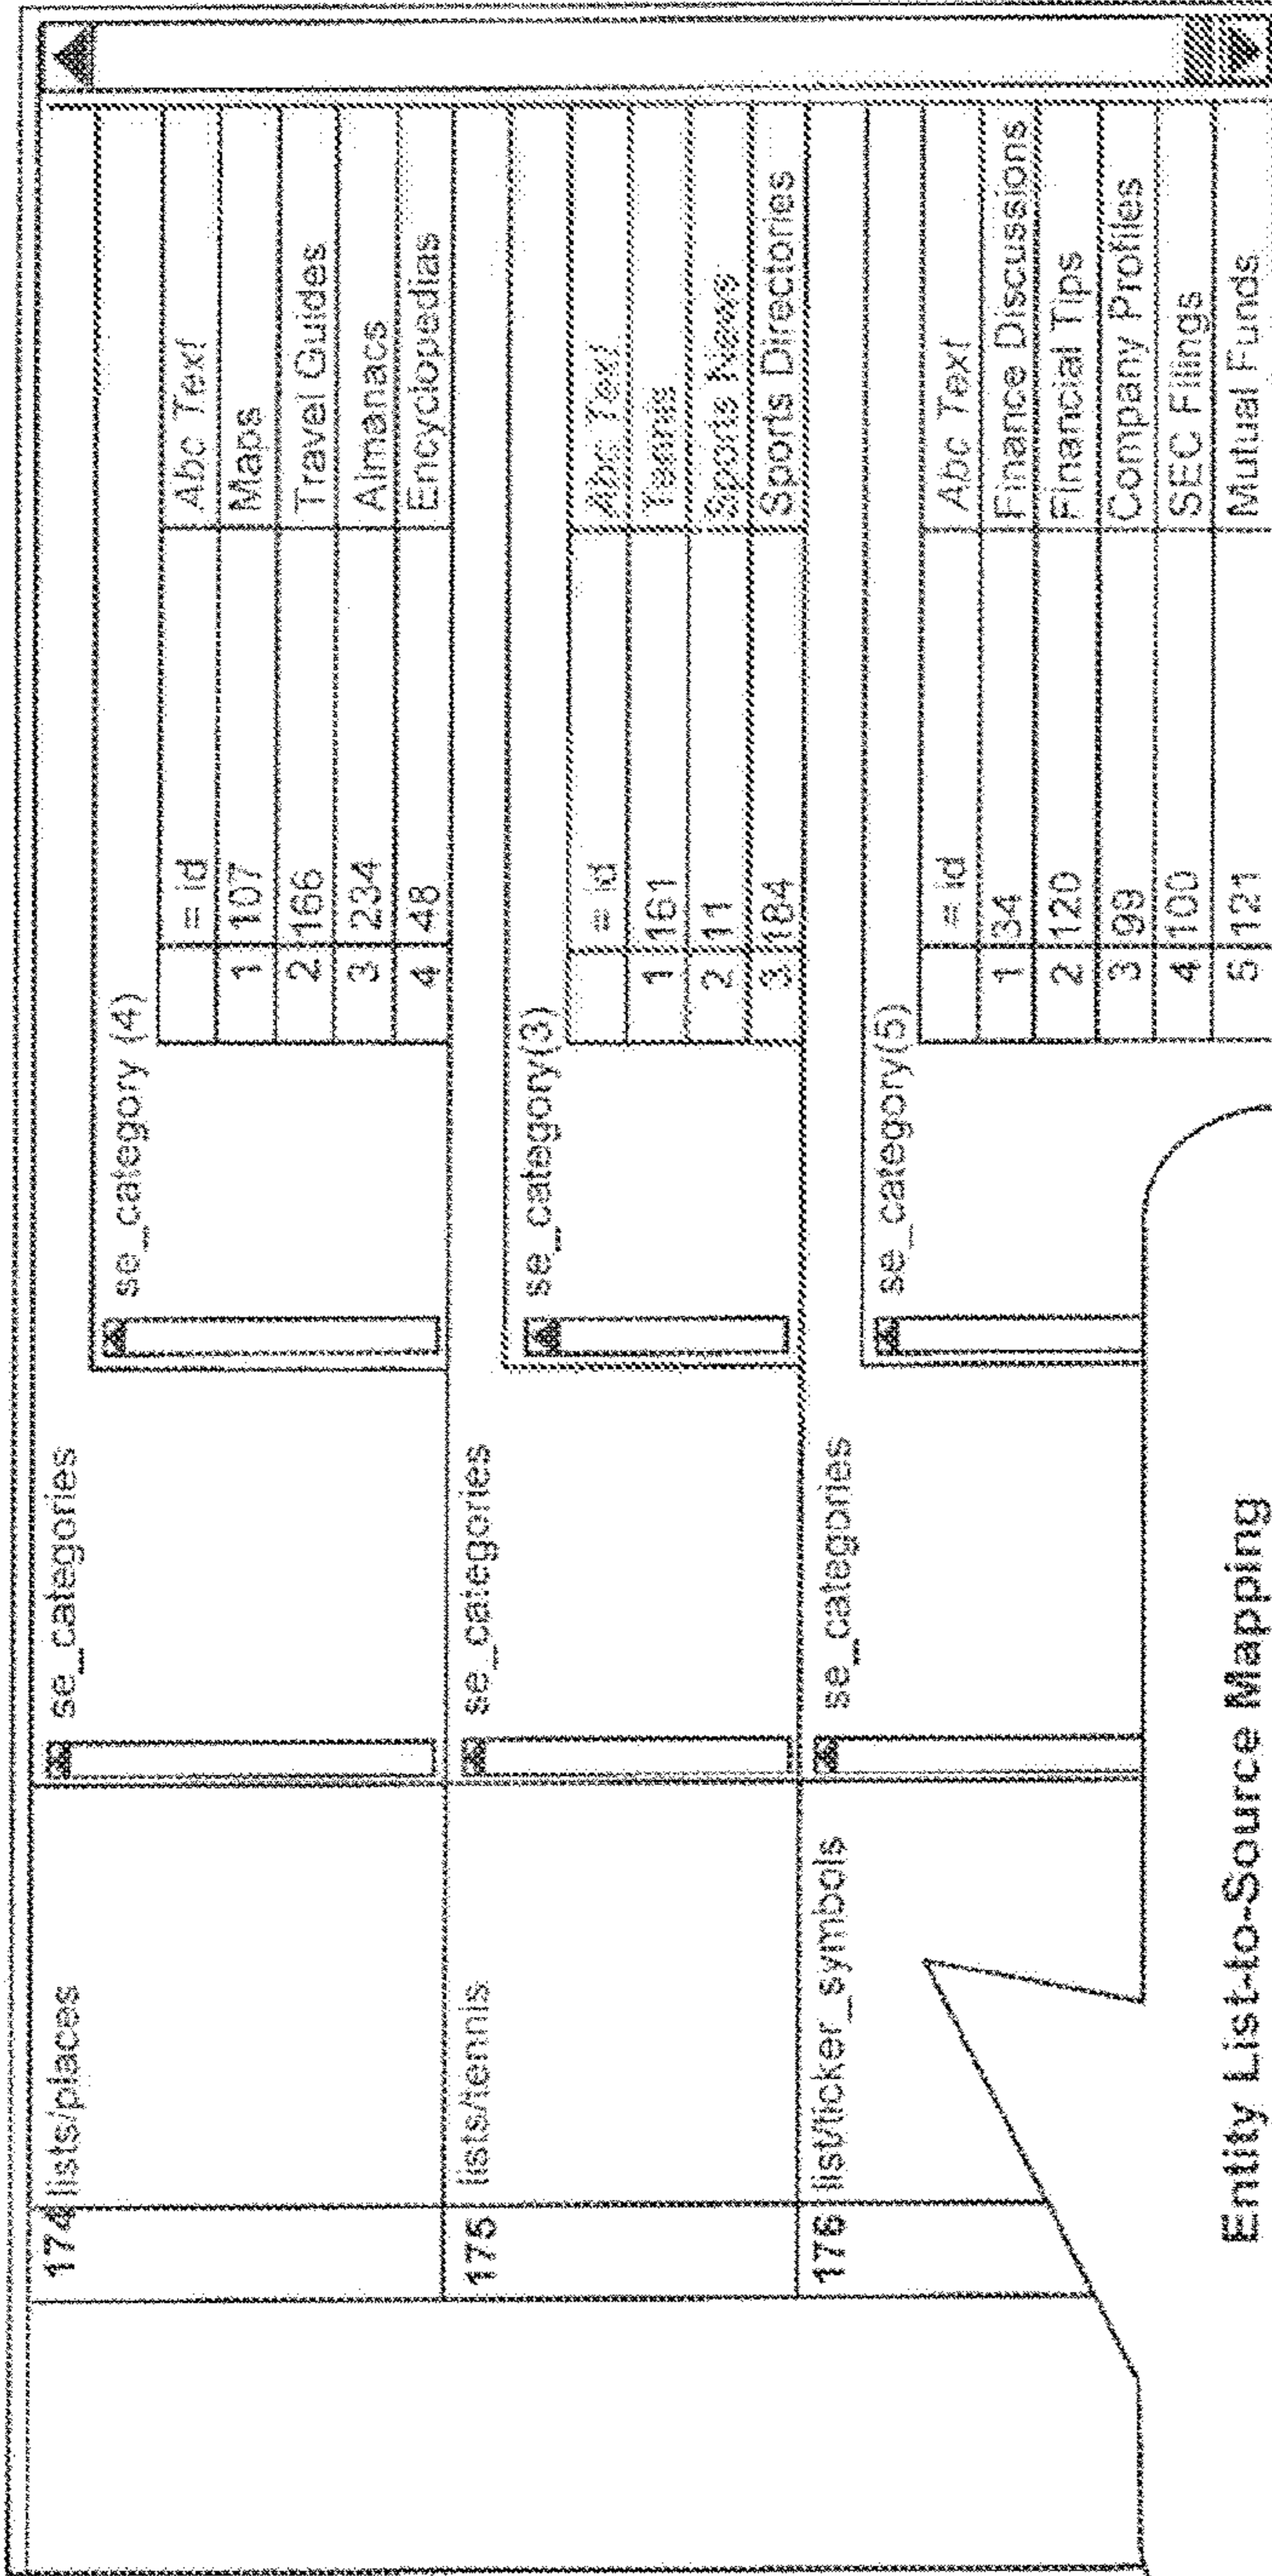 174 lists/places se_categories
se_category (4)
= id Abc Text
1 107 Maps
2 166 Travel Guides
3 234 Almanacs
4 48 Encyclopedias
175 lists/tennis se_categories
se_category(3)
= id Abc Text
1 161 Tennis
2 11 Sports News
3 184 Sports Directories
176 list/ticker_symbols se_categories
se_category(5)
= id Abc Text
1 34 Finance Discussions
2 120 Financial Tips
3 99 Company Profiles
4 100 SEC Filings
5 121 Mutual Funds
Entity List-to-Source Mapping